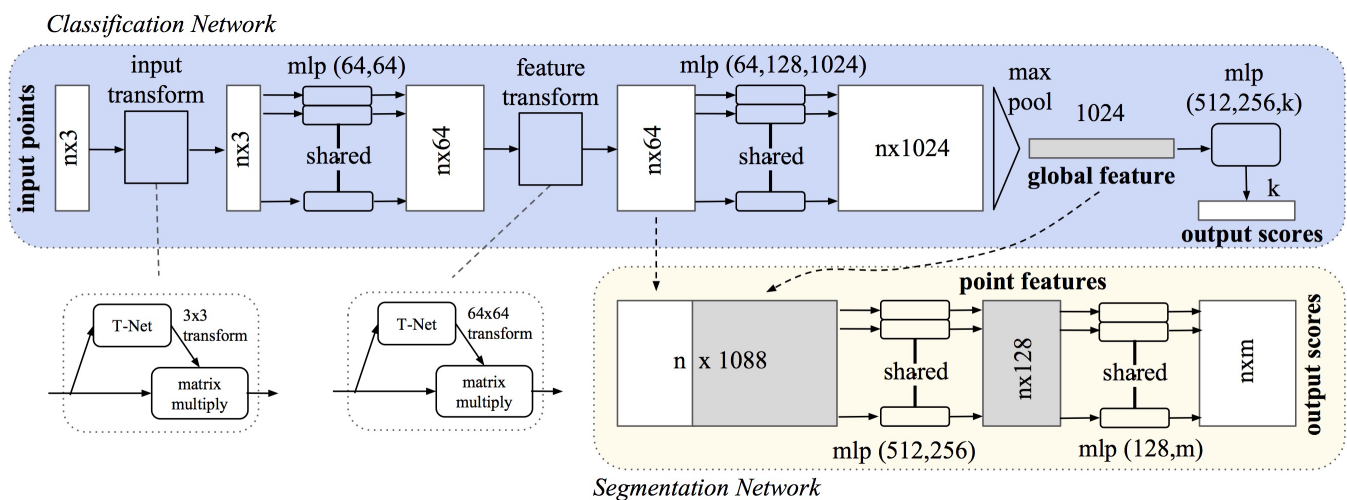 Classification Network
input points
nx3
input
transform
nx3
mlp (64,64)
shared
nx64
feature
transform
nx64
mlp (64,128,1024)
shared
nx1024
max
pool
1024
global feature
mlp
(512,256,k)
k
output scores
T-Net
3x3
transform
matrix
multiply
T-Net
64x64
transform
matrix
multiply
point features
n x 1088
shared
mlp (512,256)
nx128
shared
mlp (128,m)
nxm
output scores
Segmentation Network